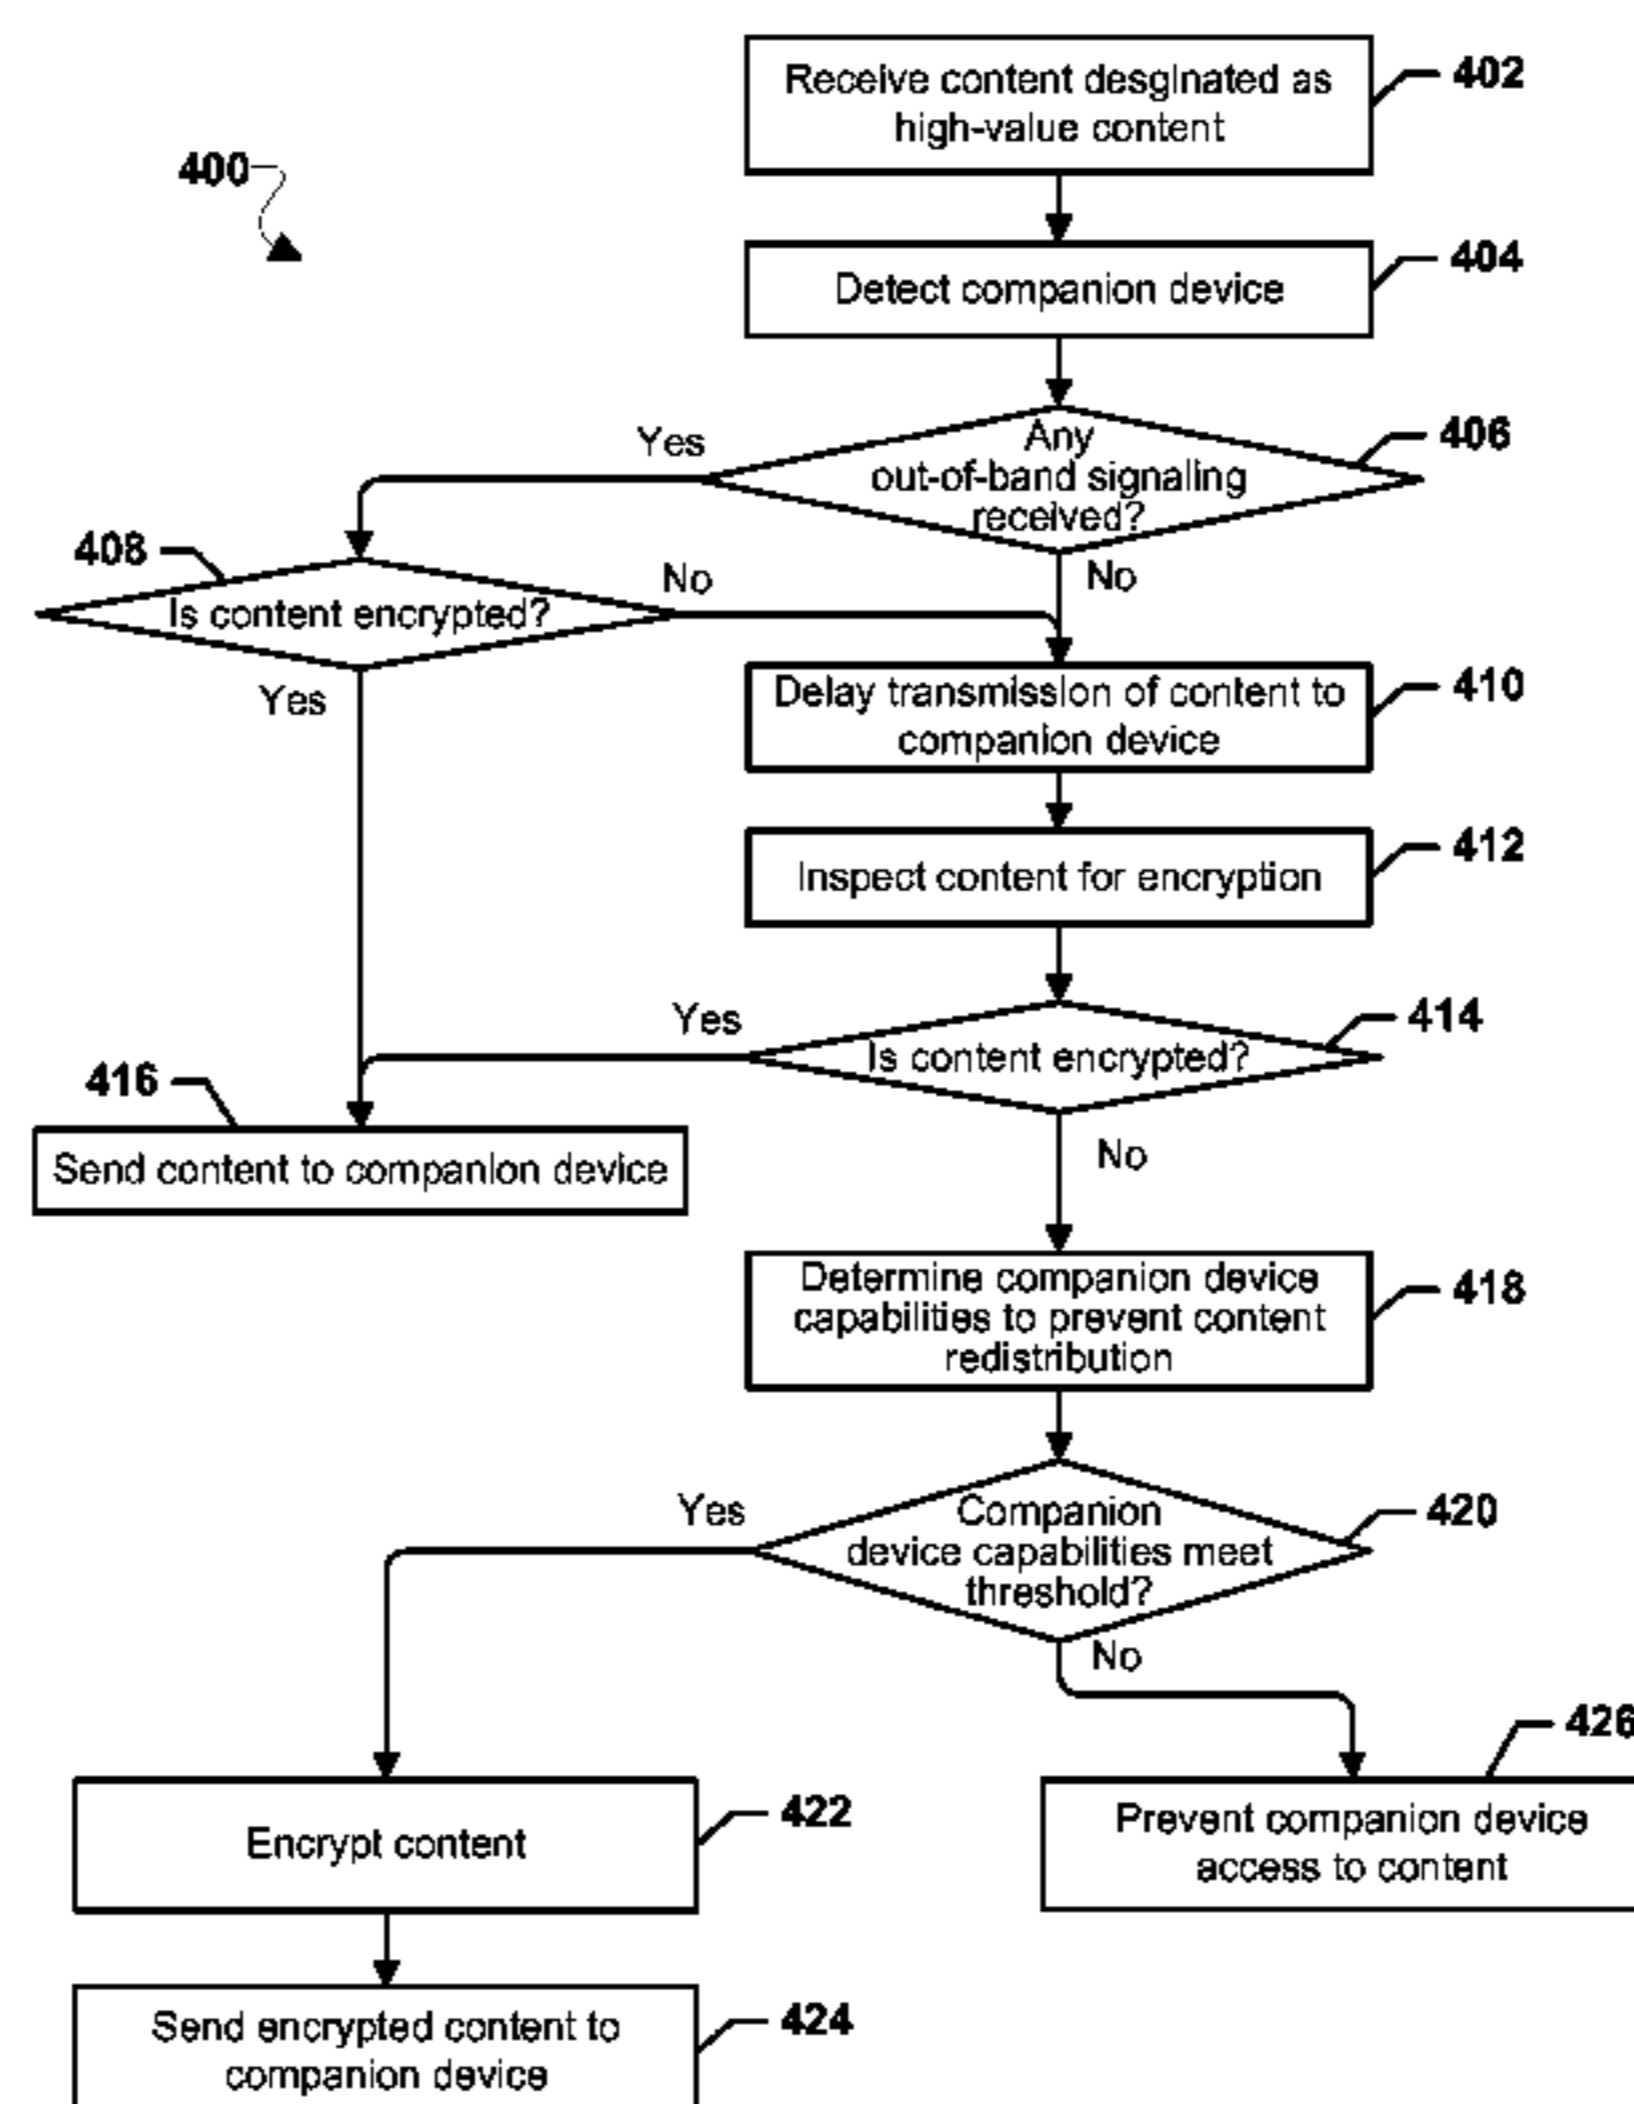 Receive content desginated as
high-value content
402
400
Detect companion device
404
Any
out-of-band signaling
received?
406
Yes
No
408
Is content encrypted?
No
Yes
Delay transmission of content to
companion device
410
Inspect content for encryption
412
Is content encrypted?
414
Yes
No
416
Send content to companion device
Determine companion device
capabilities to prevent content
redistribution
418
Companion
device capabilities meet
threshold?
420
Yes
No
426
Encrypt content
422
Prevent companion device
access to content
Send encrypted content to
companion device
424